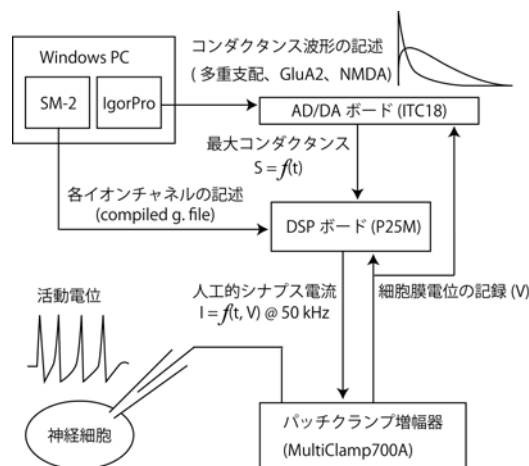 コンダクタンス波形の記述
( 多重支配、GluA2、NMDA)
Windows PC
SM-2
IgorPro
AD/DA ボード (ITC18)
最大コンダクタンス
S = f(t)
各イオンチャネルの記述
(compiled g. file)
DSP ボード (P25M)
人工的シナプス電流
I = f(t, V) @ 50 kHz
細胞膜電位の記録 (V)
活動電位
神経細胞
パッチクランプ増幅器
(MultiClamp700A)